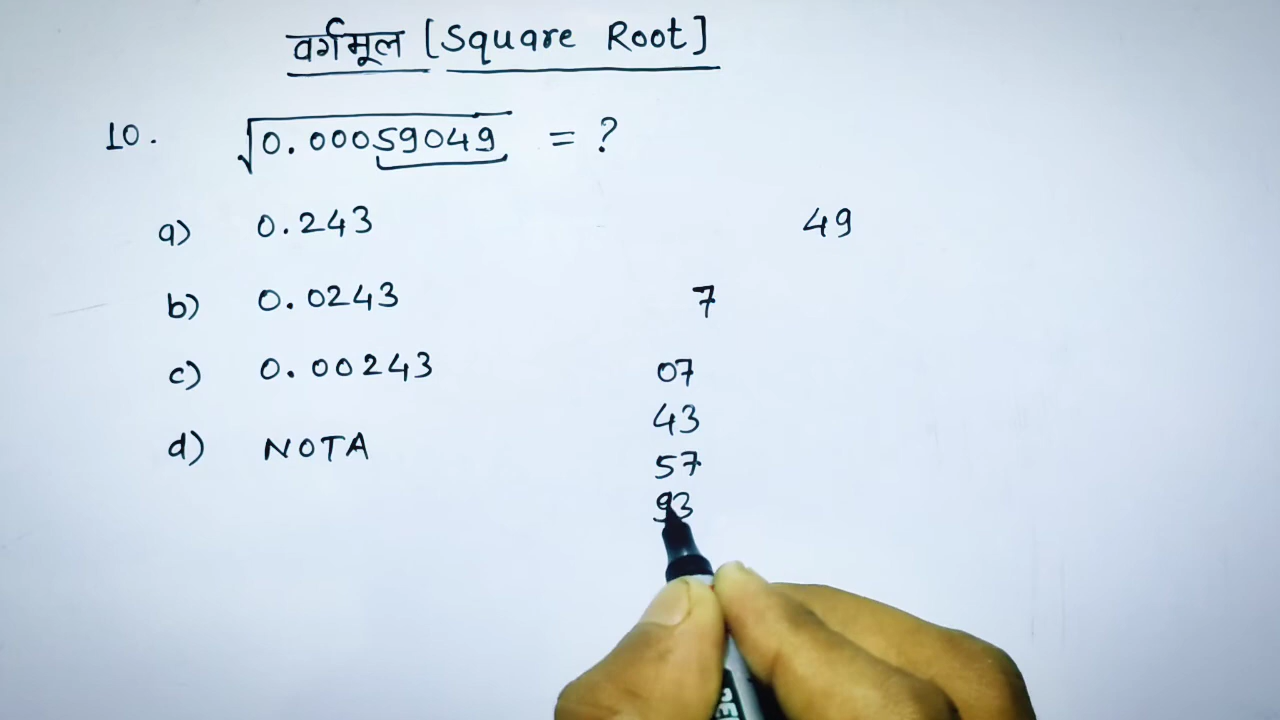 वर्गमूल [Square Root]
10. √0.00059049 = ?
a) 0.243
49
b) 0.0243
7
c) 0.00243
07
43
d) NOTA
57
93